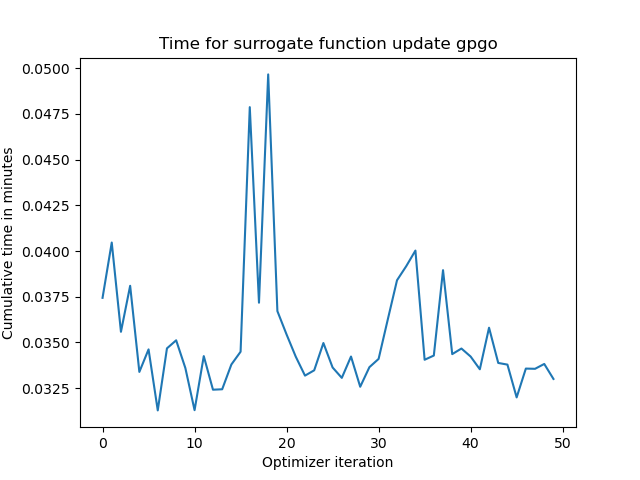 Time for surrogate function update gpgo
Cumulative time in minutes
0.0500
0.0475
0.0450
0.0425
0.0400
0.0375
0.0350
0.0325
0 10 20 30 40 50
Optimizer iteration